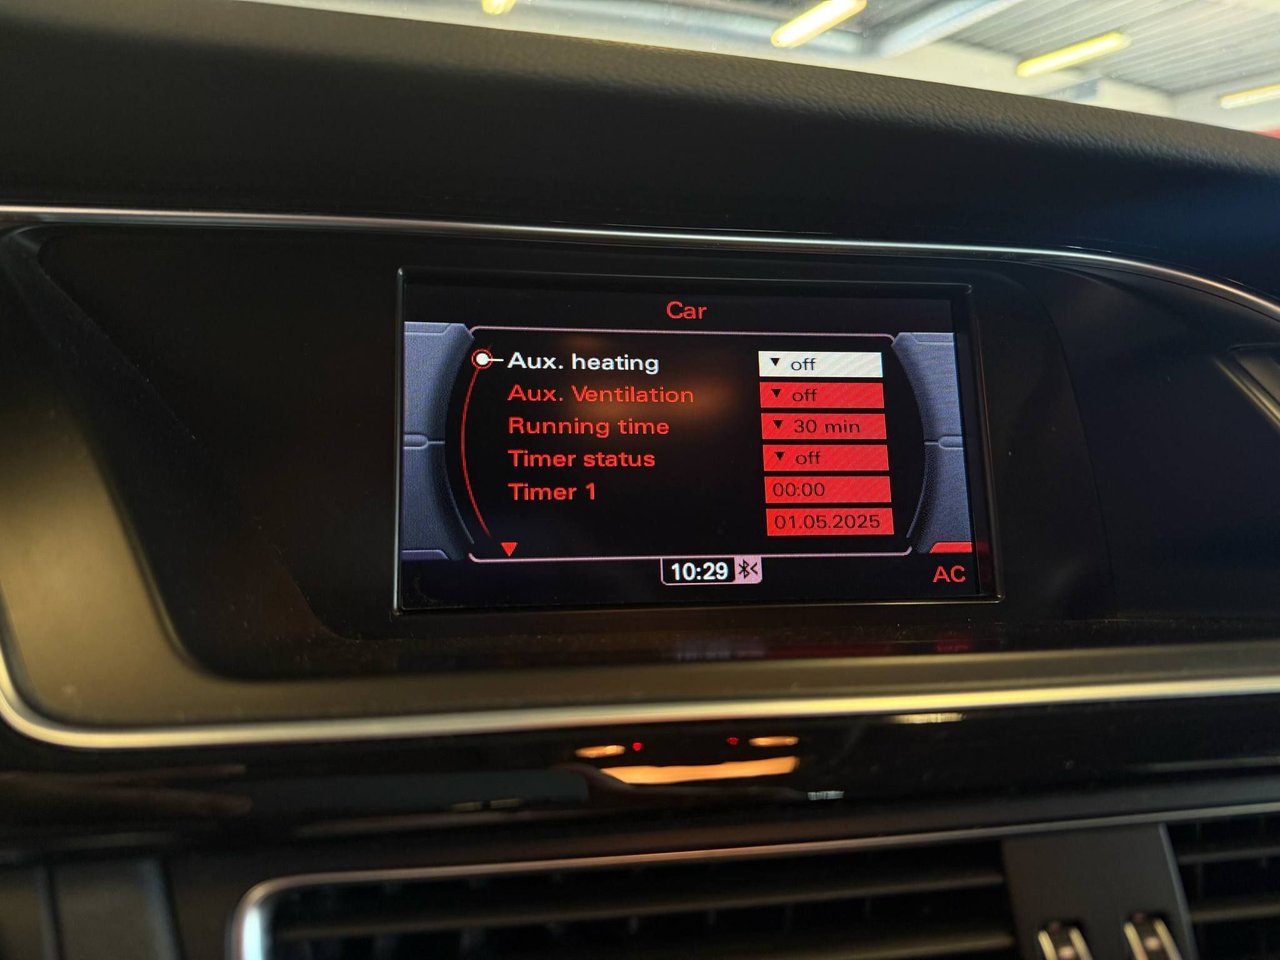 Car
Aux. heating off
Aux. Ventilation off
Running time 30 min
Timer status off
Timer 1 00:00
01.05.2025
10:29
AC